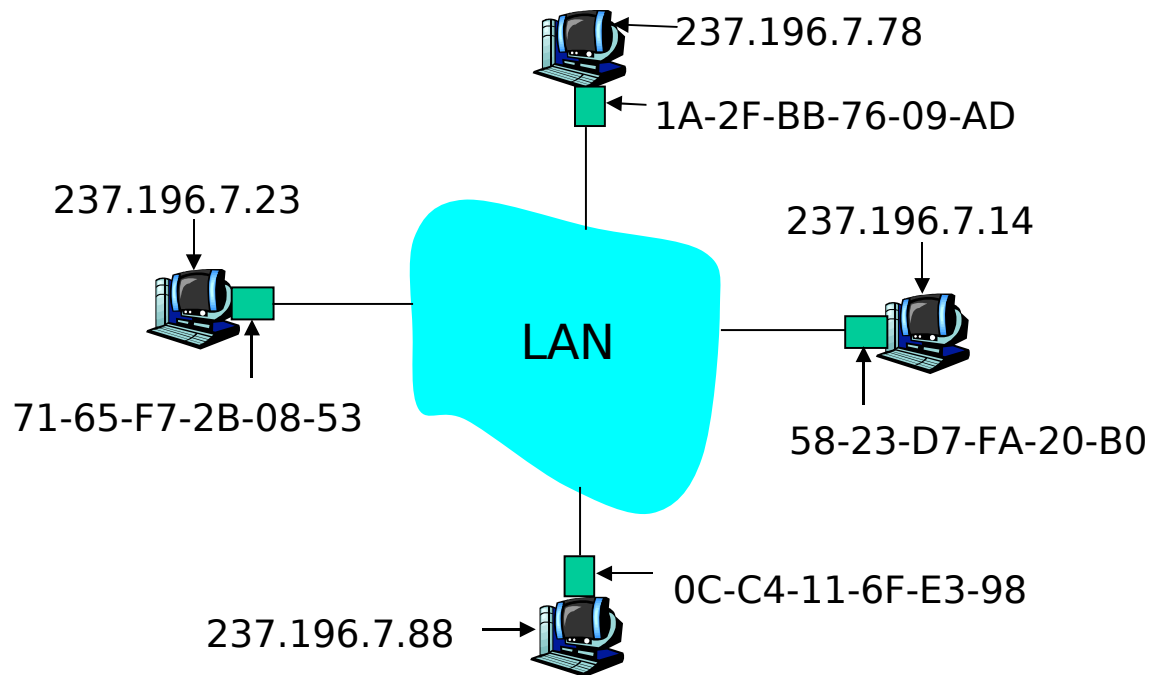 237.196.7.78
1A-2F-BB-76-09-AD
237.196.7.23
237.196.7.14
LAN
71-65-F7-2B-08-53
58-23-D7-FA-20-B0
0C-C4-11-6F-E3-98
237.196.7.88